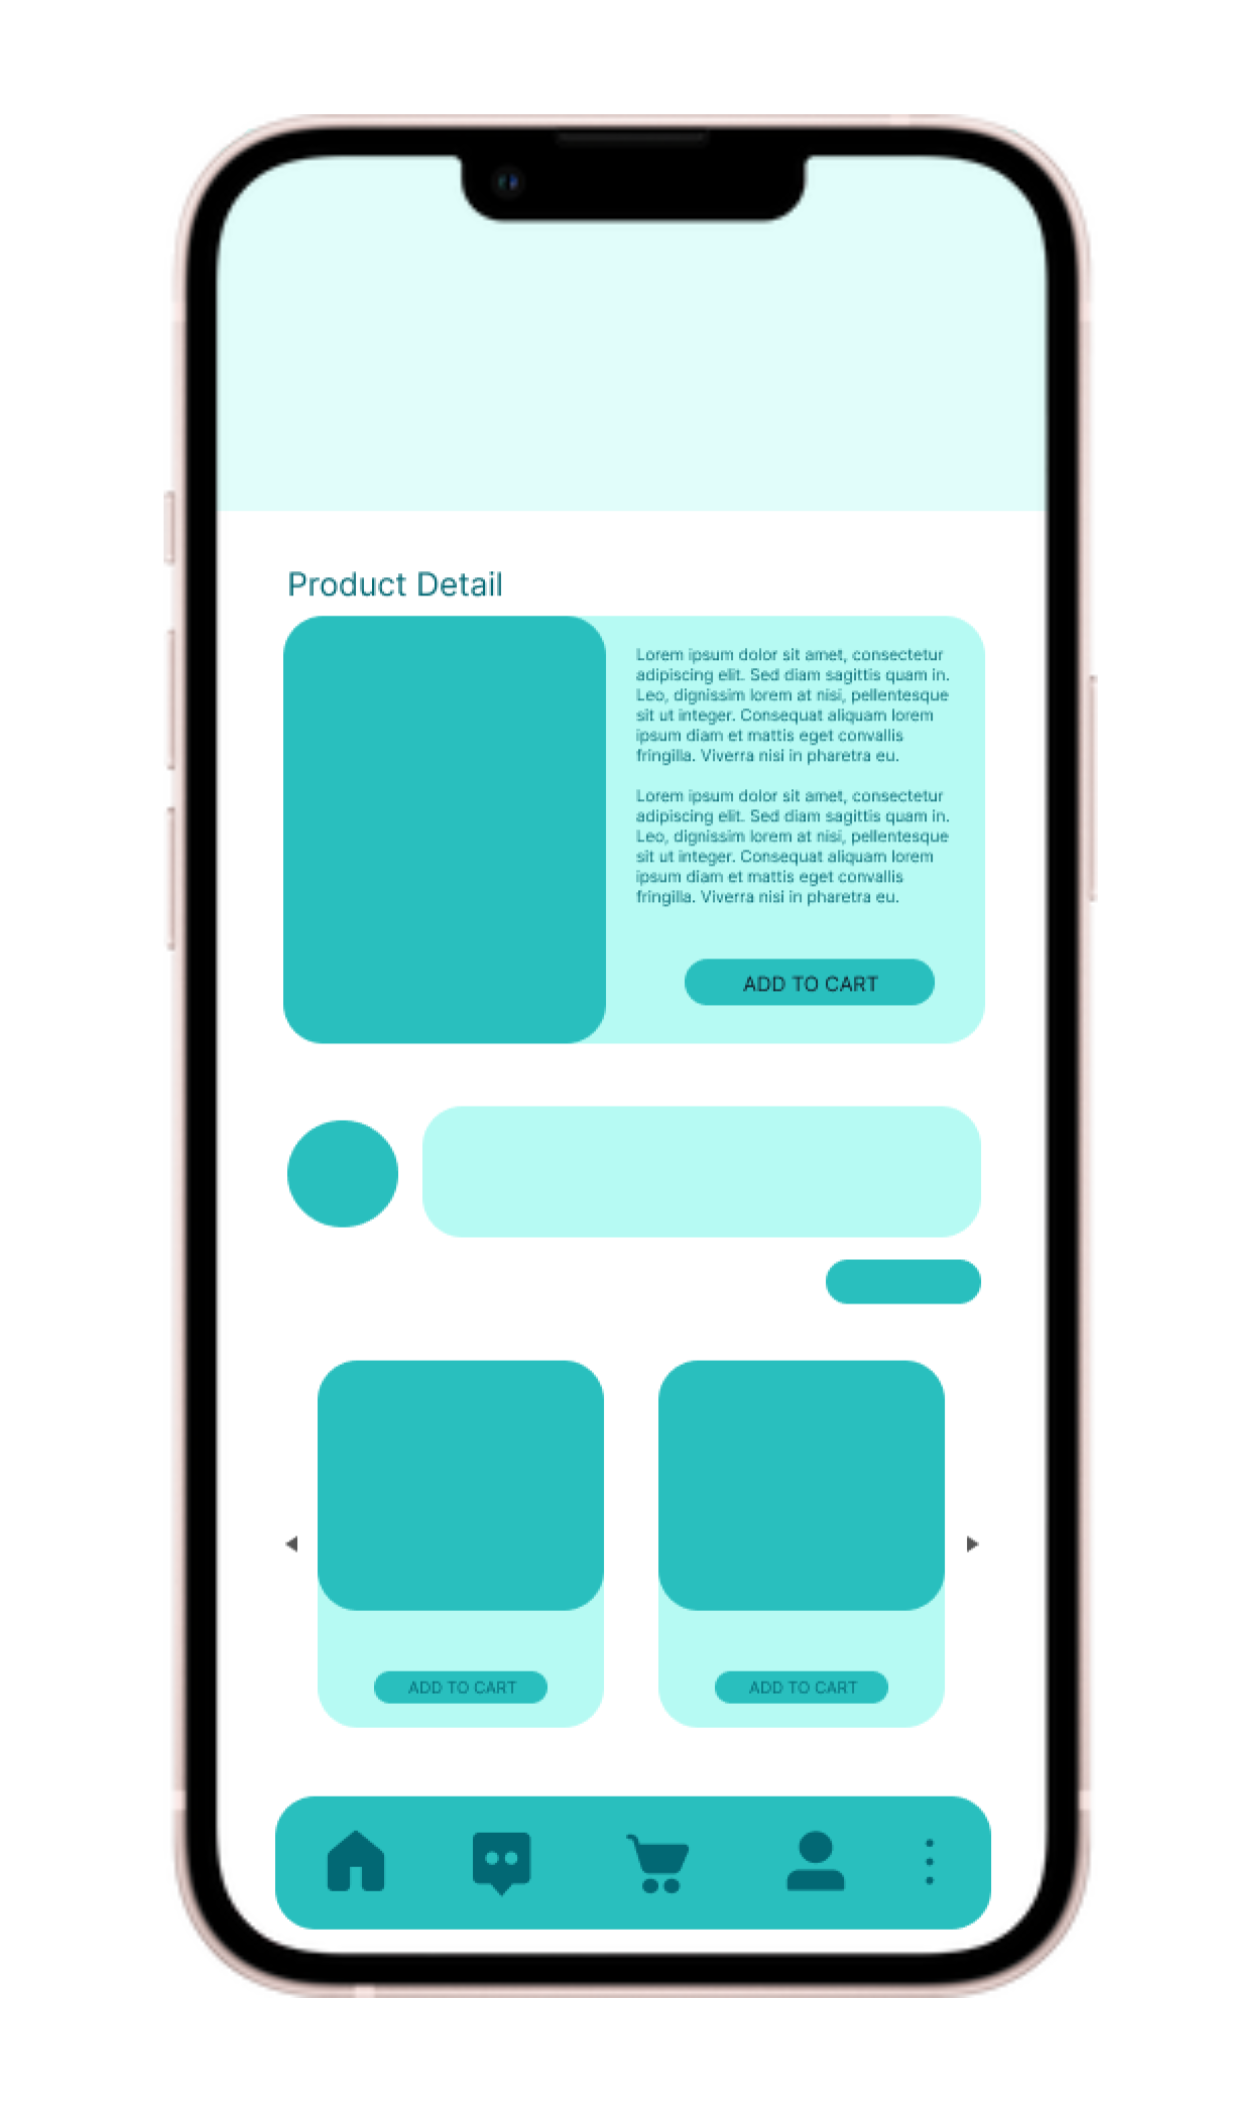 Product Detail
Lorem ipsum dolor sit amet, consectetur
adipiscing elit. Sed diam sagittis quam in.
Leo, dignissim lorem at nisi, pellentesque
sit ut integer. Consequat aliquam lorem
ipsum diam et mattis eget convallis
fringilla. Viverra nisi in pharetra eu.
Lorem ipsum dolor sit amet, consectetur
adipiscing elit. Sed diam sagittis quam in.
Leo, dignissim lorem at nisi, pellentesque
sit ut integer. Consequat aliquam lorem
ipsum diam et mattis eget convallis
fringilla. Viverra nisi in pharetra eu.
ADD TO CART
ADD TO CART
ADD TO CART